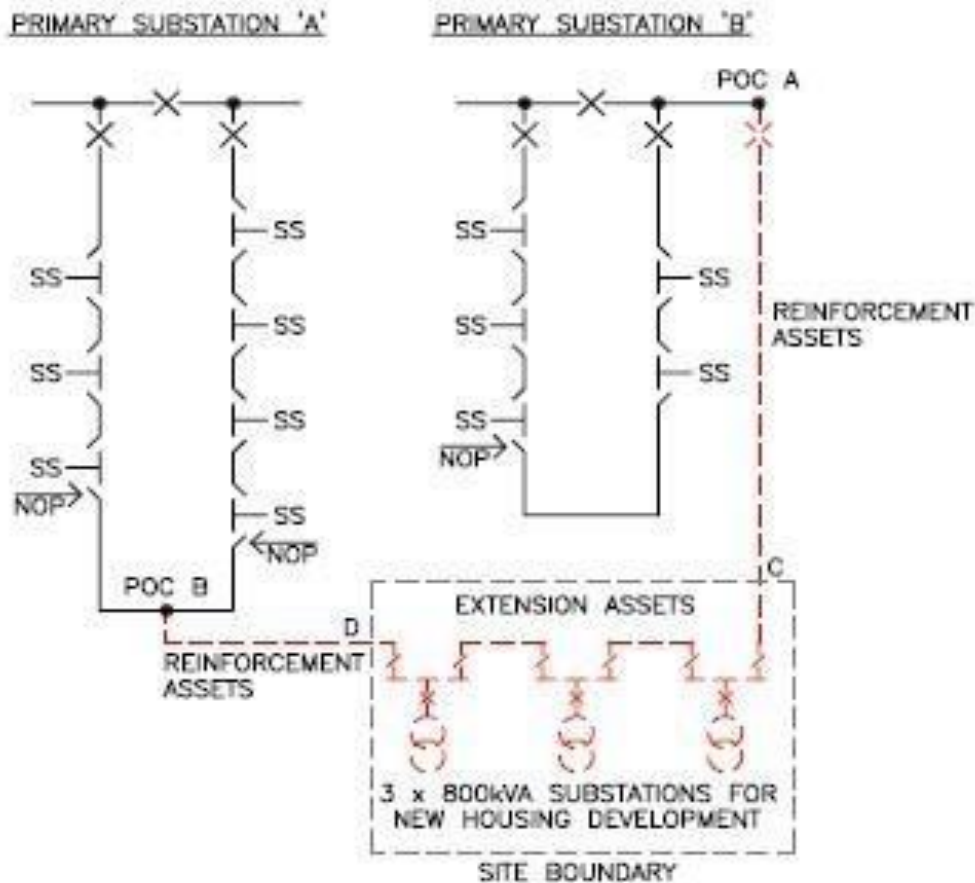 PRIMARY SUBSTATION 'A'
PRIMARY SUBSTATION 'B'
POC A
SS
SS
SS
SS
SS
SS
SS
SS
SS
SS
SS
SS
REINFORCEMENT
ASSETS
NOP
NOP
NOP
POC B
C
EXTENSION ASSETS
D
REINFORCEMENT
ASSETS
3 x 800kVA SUBSTATIONS FOR
NEW HOUSING DEVELOPMENT
SITE BOUNDARY